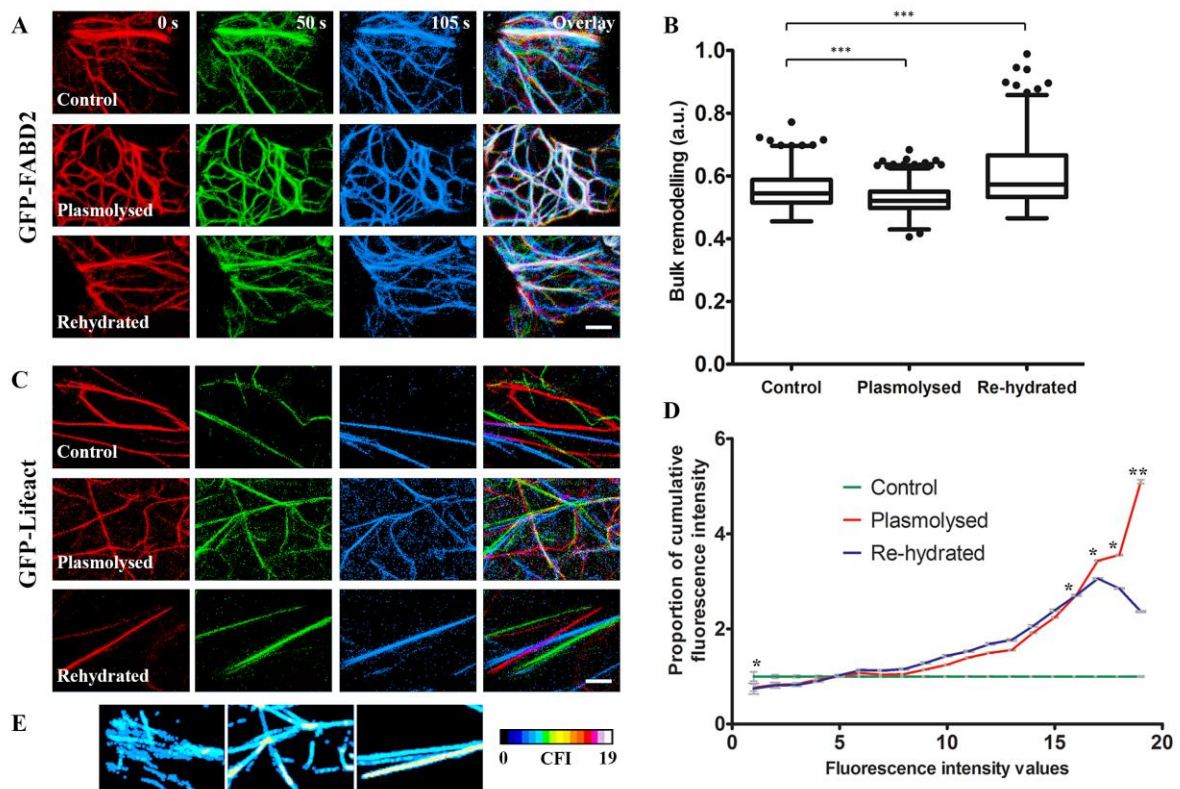 A
0 s
50 s
105 s
Overlay
GFP-FABD2
Control
Plasmolysed
Rehydrated
B
***
***
Bulk remodelling (a.u.)
1.0
0.8
0.6
0.4
0.2
0.0
Control
Plasmolysed
Re-hydrated
C
GFP-Lifeact
Control
Plasmolysed
Rehydrated
D
Proportion of cumulative
fluorescence intensity
6
4
2
0
Control
Plasmolysed
Re-hydrated
*
*
*
*
**
0
5
10
15
20
Fluorescence intensity values
E
0
CFI
19